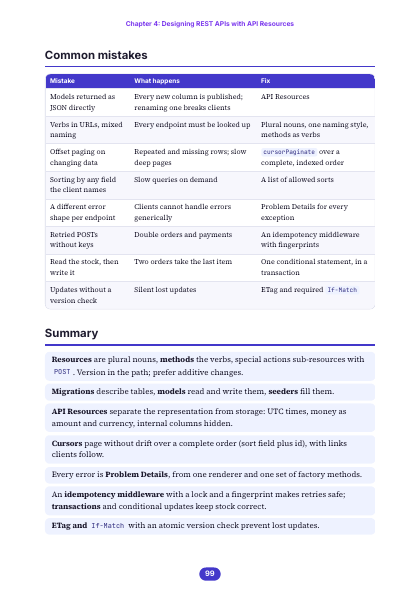 Chapter 4: Designing REST APIs with API Resources
Common mistakes
Mistake What happens Fix
Models returned as JSON directly Every new column is published; renaming one breaks clients API Resources
Verbs in URLs, mixed naming Every endpoint must be looked up Plural nouns, one naming style, methods as verbs
Offset paging on changing data Repeated and missing rows; slow deep pages cursorPaginate over a complete, indexed order
Sorting by any field the client names Slow queries on demand A list of allowed sorts
A different error shape per endpoint Clients cannot handle errors generically Problem Details for every exception
Retried POSTs without keys Double orders and payments An idempotency middleware with fingerprints
Read the stock, then write it Two orders take the last item One conditional statement, in a transaction
Updates without a version check Silent lost updates ETag and required If-Match
Summary
Resources are plural nouns, methods the verbs, special actions sub-resources with
POST . Version in the path; prefer additive changes.
Migrations describe tables, models read and write them, seeders fill them.
API Resources separate the representation from storage: UTC times, money as
amount and currency, internal columns hidden.
Cursors page without drift over a complete order (sort field plus id), with links
clients follow.
Every error is Problem Details, from one renderer and one set of factory methods.
An idempotency middleware with a lock and a fingerprint makes retries safe;
transactions and conditional updates keep stock correct.
ETag and If-Match with an atomic version check prevent lost updates.
99